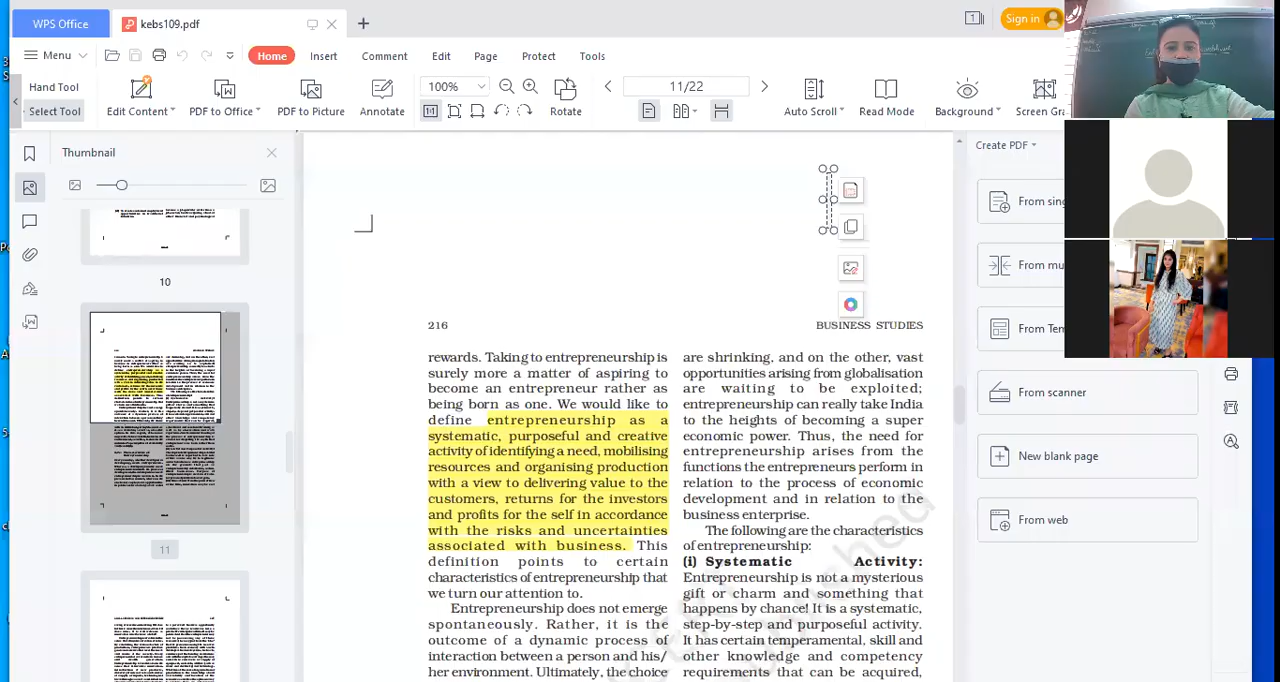 WPS Office
kebs109.pdf
Sign in
Menu
Home
Insert
Comment
Edit
Page
Protect
Tools
Hand Tool
Select Tool
Edit Content
PDF to Office
PDF to Picture
Annotate
100%
Rotate
11/22
Auto Scroll
Read Mode
Background
Screen Gra
Thumbnail
10
11
Create PDF
From sing
From mu
From Tem
From scanner
New blank page
From web
216
BUSINESS STUDIES
rewards. Taking to entrepreneurship is
surely more a matter of aspiring to
become an entrepreneur rather as
being born as one. We would like to
define entrepreneurship as a
systematic, purposeful and creative
activity of identifying a need, mobilising
resources and organising production
with a view to delivering value to the
customers, returns for the investors
and profits for the self in accordance
with the risks and uncertainties
associated with business. This
definition points to certain
characteristics of entrepreneurship that
we turn our attention to.
Entrepreneurship does not emerge
spontaneously. Rather, it is the
outcome of a dynamic process of
interaction between a person and his/
her environment. Ultimately, the choice
are shrinking, and on the other, vast
opportunities arising from globalisation
are waiting to be exploited;
entrepreneurship can really take India
to the heights of becoming a super
economic power. Thus, the need for
entrepreneurship arises from the
functions the entrepreneurs perform in
relation to the process of economic
development and in relation to the
business enterprise.
The following are the characteristics
of entrepreneurship:
(i) Systematic Activity:
Entrepreneurship is not a mysterious
gift or charm and something that
happens by chance! It is a systematic,
step-by-step and purposeful activity.
It has certain temperamental, skill and
other knowledge and competency
requirements that can be acquired,